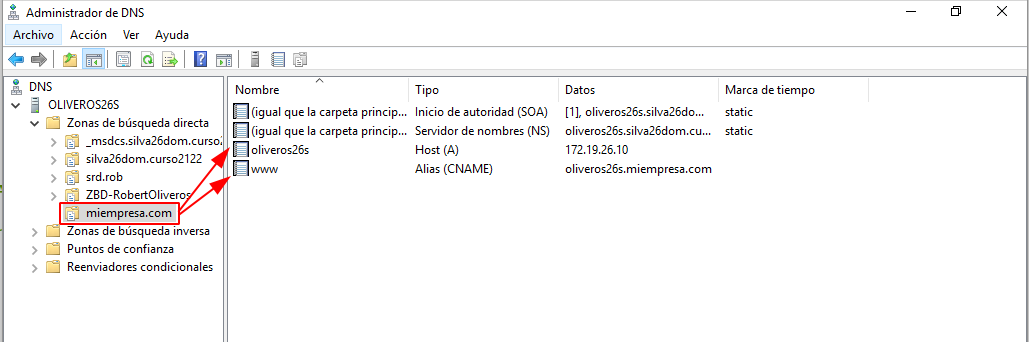 Administrador de DNS
Archivo Acción Ver Ayuda
DNS
OLIVEROS26S
Zonas de búsqueda directa
_msdcs.silva26dom.curso2
silva26dom.curso2122
srd.rob
ZBD-RobertOliveros
miempresa.com
Zonas de búsqueda inversa
Puntos de confianza
Reenviadores condicionales
Nombre Tipo Datos Marca de tiempo
(igual que la carpeta princip... Inicio de autoridad (SOA) [1], oliveros26s.silva26do... static
(igual que la carpeta princip... Servidor de nombres (NS) oliveros26s.silva26dom.cu... static
oliveros26s Host (A) 172.19.26.10
www Alias (CNAME) oliveros26s.miempresa.com